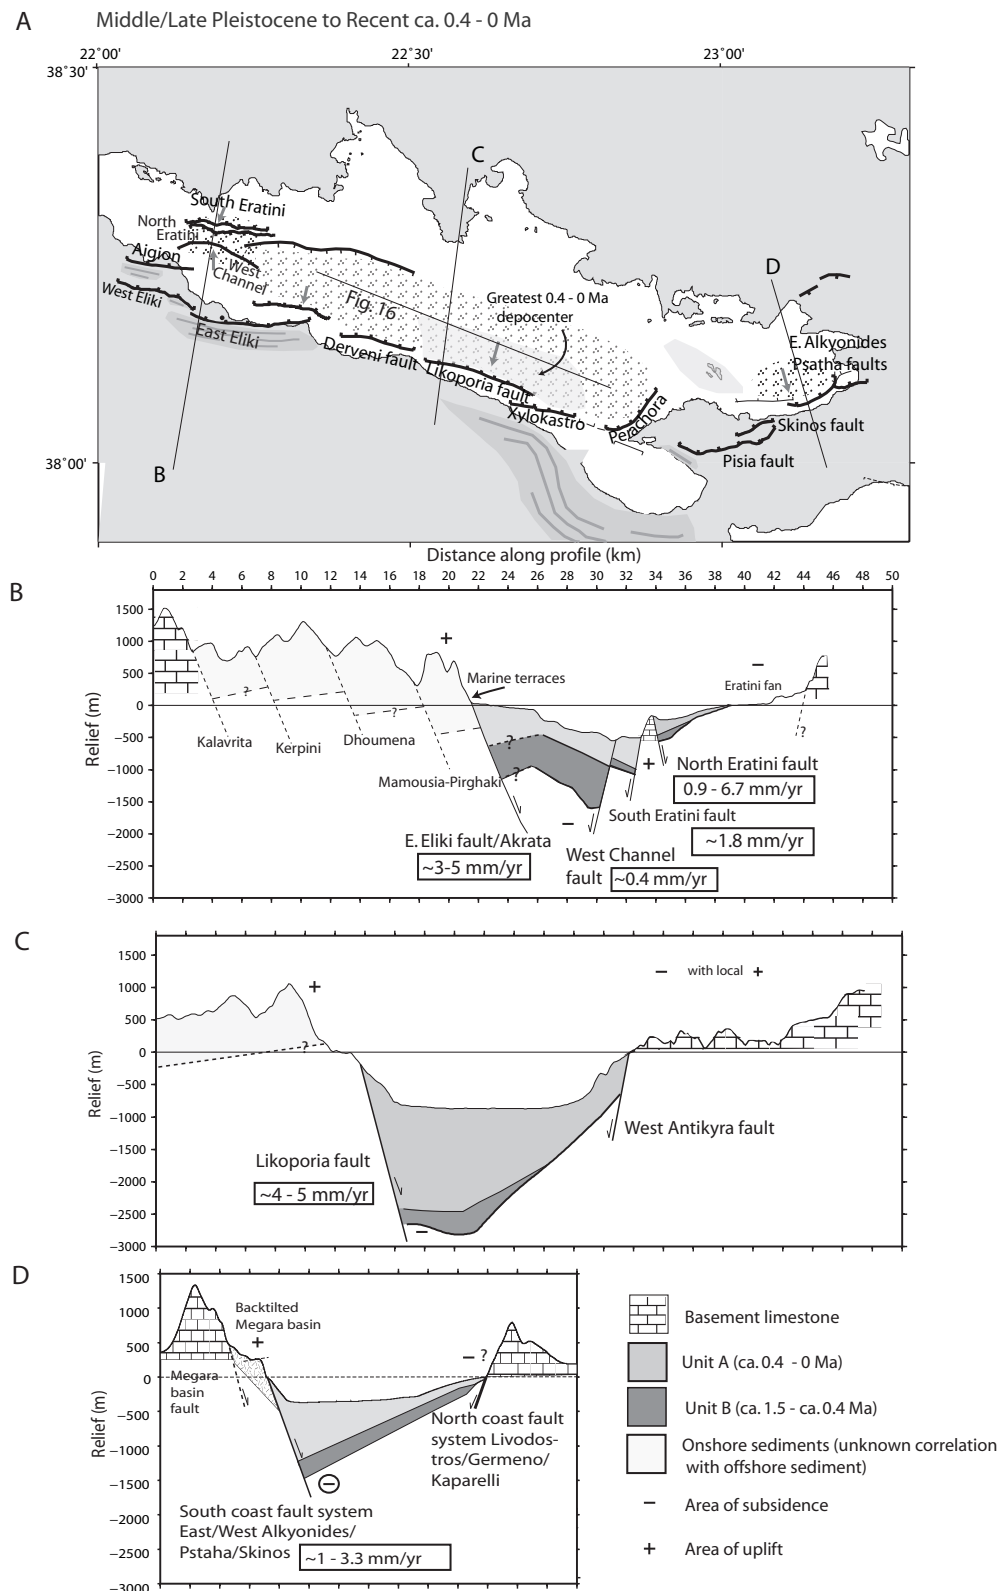 A
Middle/Late Pleistocene to Recent ca. 0.4 - 0 Ma
22˚00'
22˚30'
23˚00'
38˚30'
C
South Eratini
North
Eratini
Aigion
West
Channel
D
West Eliki
Fig. 16
Greatest 0.4 - 0 Ma
depocenter
East Eliki
E. Alkyonides
Psatha faults
Derveni fault
Likoporia fault
Xylokastro
Perachora
Skinos fault
Pisia fault
38˚00'
B
Distance along profile (km)
0 2 4 6 8 10 12 14 16 18 20 22 24 26 28 30 32 34 36 38 40 42 44 46 48 50
B
Relief (m)
1500
1000
500
0
−500
−1000
−1500
−2000
−2500
−3000
+
−
Marine terraces
Eratini fan
?
?
?
?
?
Kalavrita
Kerpini
Dhoumena
Mamousia-Pirghaki
+
North Eratini fault
0.9 - 6.7 mm/yr
South Eratini fault
~1.8 mm/yr
−
E. Eliki fault/Akrata
~3-5 mm/yr
West Channel
fault
~0.4 mm/yr
C
Relief (m)
1500
1000
500
0
−500
−1000
−1500
−2000
−2500
−3000
+
− with local +
?
West Antikyra fault
Likoporia fault
~4 - 5 mm/yr
−
D
Relief (m)
1500
1000
500
0
−500
−1000
−1500
−2000
−2500
−3000
Backtilted
Megara basin
+
− ?
Megara
basin
fault
North coast fault
system Livodos-
tros/Germeno/
Kaparelli
−
South coast fault system
East/West Alkyonides/
Pstaha/Skinos
~1 - 3.3 mm/yr
Basement limestone
Unit A (ca. 0.4 - 0 Ma)
Unit B (ca. 1.5 - ca. 0.4 Ma)
Onshore sediments (unknown correlation
with offshore sediment)
− Area of subsidence
+ Area of uplift